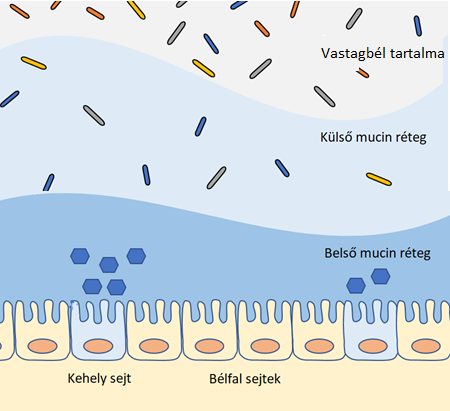 Vastagbél tartalma
Külső mucin réteg
Belső mucin réteg
Kehely sejt
Bélfal sejtek